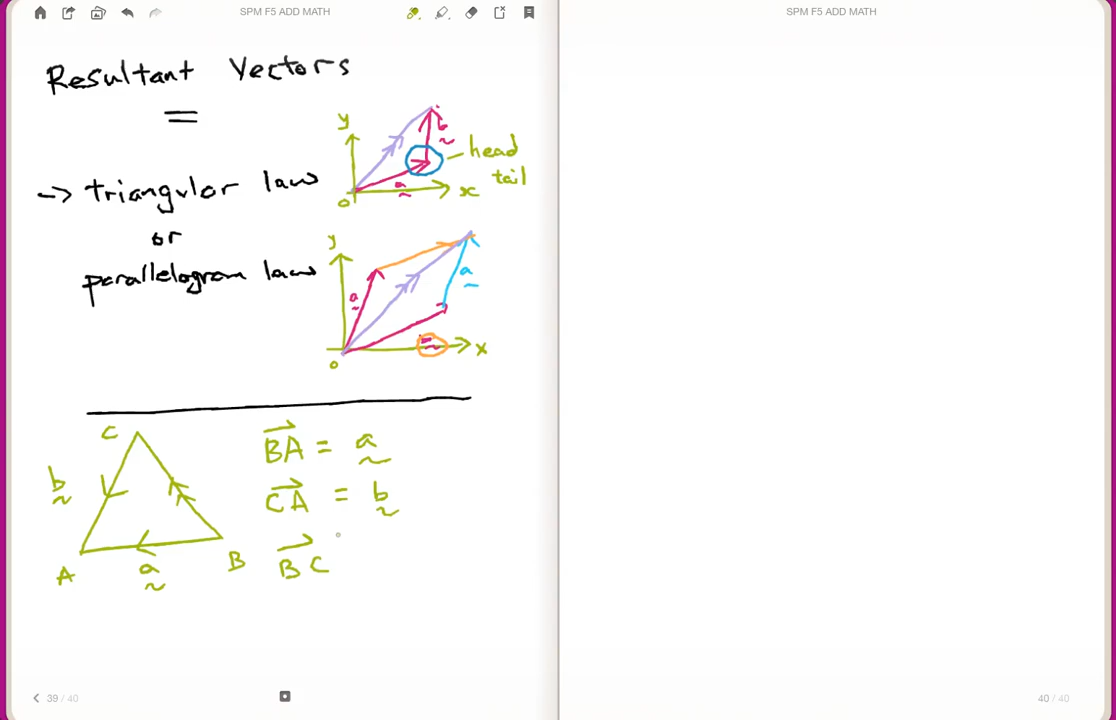 SPM F5 ADD MATH
SPM F5 ADD MATH
Resultant Vectors
=
y
b
~
head
tail
a
~
x
O
→ triangular law
or
parallelogram law
y
a
~
a
~
x
O
C
b
~
A
a
~
B
BA = a
~
CA = b
~
BC
39 / 40
40 / 40